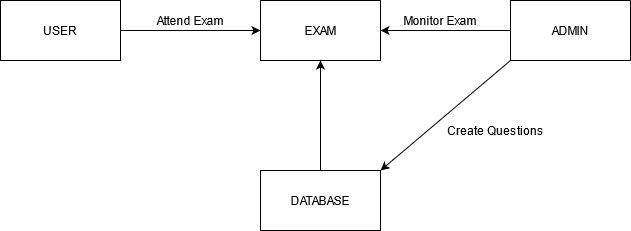 USER
Attend Exam
EXAM
Monitor Exam
ADMIN
Create Questions
DATABASE